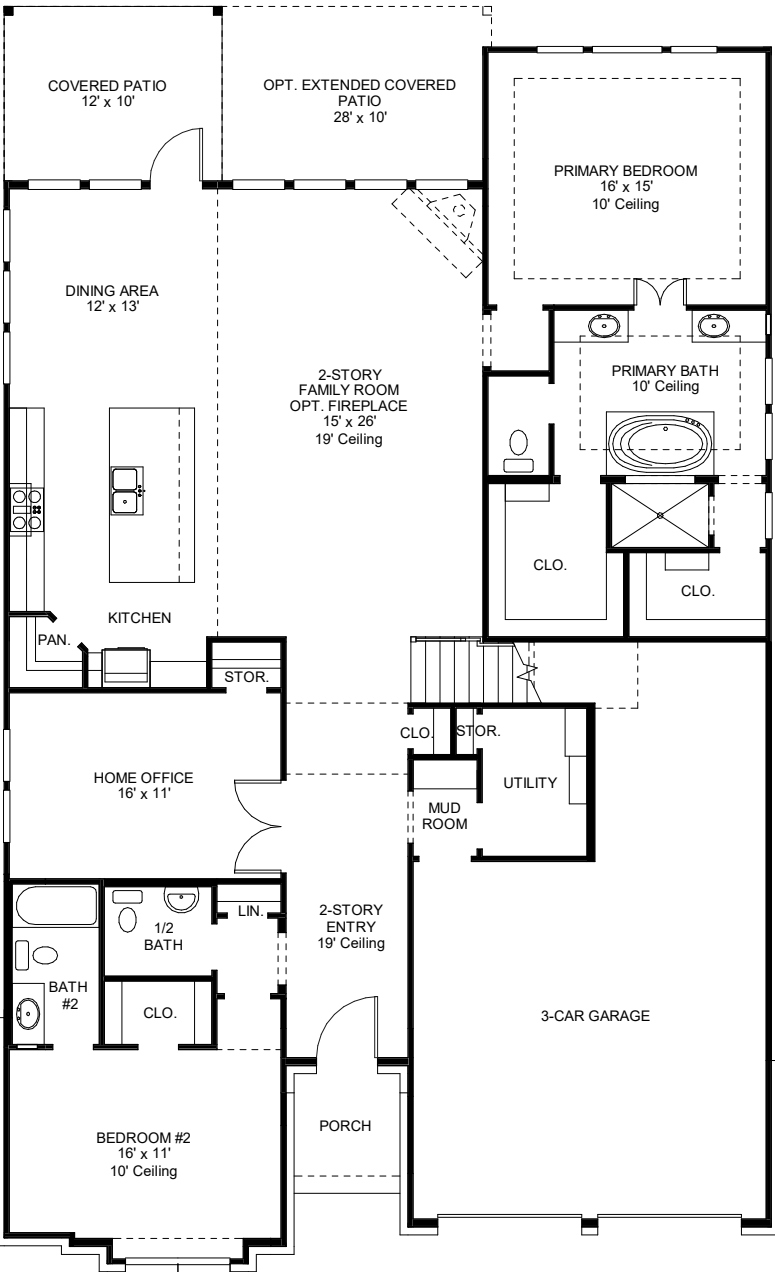 COVERED PATIO
12' x 10'
OPT. EXTENDED COVERED
PATIO
28' x 10'
PRIMARY BEDROOM
16' x 15'
10' Ceiling
DINING AREA
12' x 13'
2-STORY
FAMILY ROOM
OPT. FIREPLACE
15' x 26'
19' Ceiling
PRIMARY BATH
10' Ceiling
CLO.
CLO.
KITCHEN
PAN.
STOR.
CLO.
STOR.
HOME OFFICE
16' x 11'
UTILITY
MUD
ROOM
LIN.
1/2
BATH
2-STORY
ENTRY
19' Ceiling
BATH
#2
CLO.
3-CAR GARAGE
PORCH
BEDROOM #2
16' x 11'
10' Ceiling